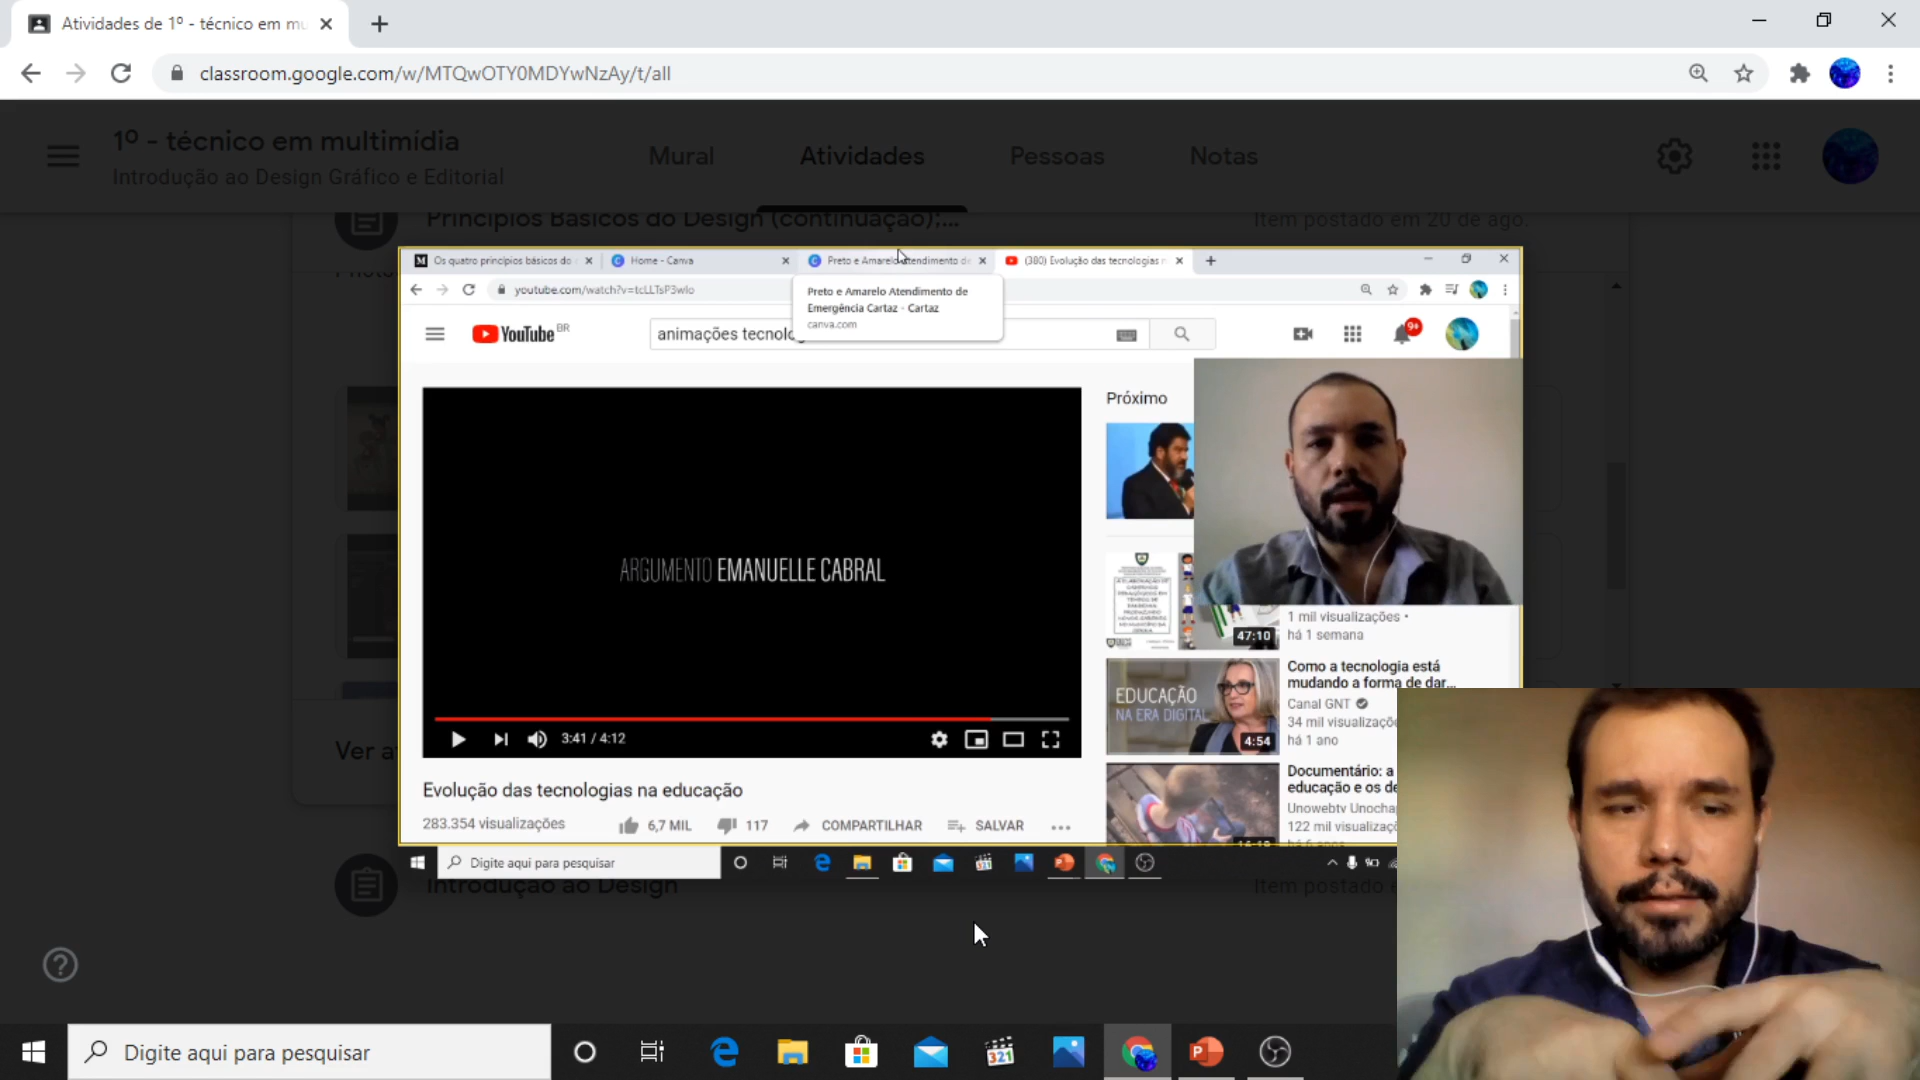 Atividades de 1º - técnico em mu
classroom.google.com/w/MTQwOTY0MDYwNzAy/t/all
1º - técnico em multimídia
Introdução ao Design Gráfico e Editorial
Mural
Atividades
Pessoas
Notas
Princípios Básicos do Design (continuação);...
Item postado em 20 de ago.
Os quatro princípios básicos do
Home - Canva
Preto e Amarelo Atendimento de
(380) Evolução das tecnologias n
youtube.com/watch?v=tcLLTsP3wlo
Preto e Amarelo Atendimento de
Emergência Cartaz - Cartaz
canva.com
YouTube BR
animações tecnolo
9+
Próximo
ARGUMENTO EMANUELLE CABRAL
3:41 / 4:12
47:10
1 mil visualizações •
há 1 semana
EDUCAÇÃO
NA ERA DIGITAL
4:54
Como a tecnologia está
mudando a forma de dar...
Canal GNT
34 mil visualizaçõ
há 1 ano
Documentário: a
educação e os de
Unowebtv Unocha
122 mil visualizaç
Evolução das tecnologias na educação
283.354 visualizações
6,7 MIL
117
COMPARTILHAR
SALVAR
Ver a
Digite aqui para pesquisar
Introdução ao Design
Item postado e
Digite aqui para pesquisar